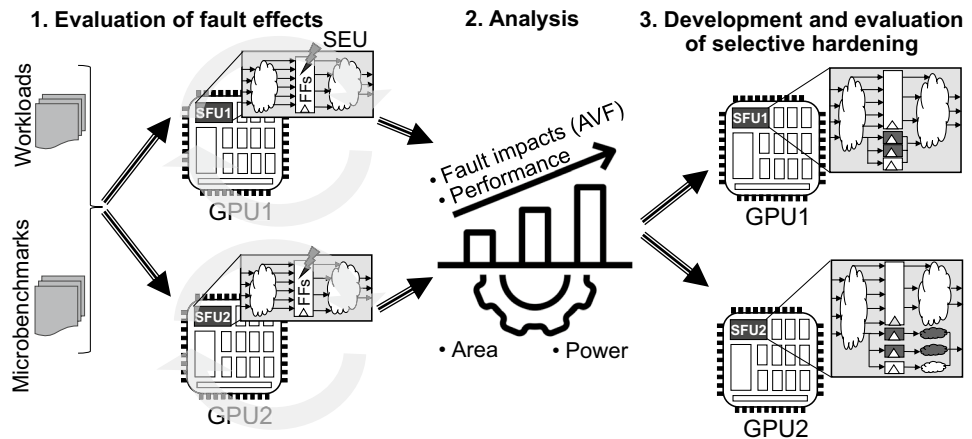 1. Evaluation of fault effects
2. Analysis
3. Development and evaluation
of selective hardening
Workloads
Microbenchmarks
SEU
FFs
SFU1
GPU1
FFs
SFU2
GPU2
• Fault impacts (AVF)
• Performance
• Area
• Power
SFU1
GPU1
SFU2
GPU2